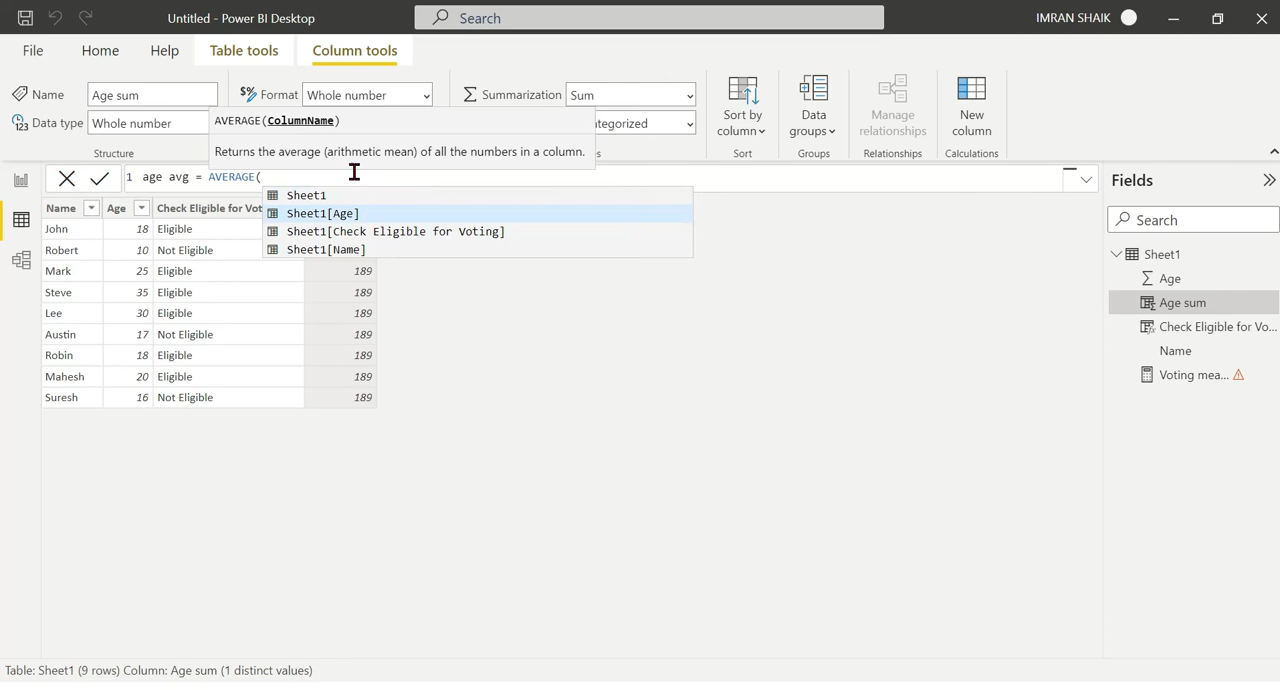 Untitled - Power BI Desktop
Search
IMRAN SHAIK
File
Home
Help
Table tools
Column tools
Name
Age sum
Format
Whole number
Summarization
Sum
Data type
Whole number
Sort by
column
Data
groups
Manage
relationships
New
column
Structure
Sort
Groups
Relationships
Calculations
AVERAGE(ColumnName)
Returns the average (arithmetic mean) of all the numbers in a column.
1 age avg = AVERAGE(
Sheet1
Sheet1[Age]
Sheet1[Check Eligible for Voting]
Sheet1[Name]
Name Age Check Eligible for Vot
John 18 Eligible
Robert 10 Not Eligible
Mark 25 Eligible 189
Steve 35 Eligible 189
Lee 30 Eligible 189
Austin 17 Not Eligible 189
Robin 18 Eligible 189
Mahesh 20 Eligible 189
Suresh 16 Not Eligible 189
Fields
Search
Sheet1
Age
Age sum
Check Eligible for Vo...
Name
Voting mea...
Table: Sheet1 (9 rows) Column: Age sum (1 distinct values)